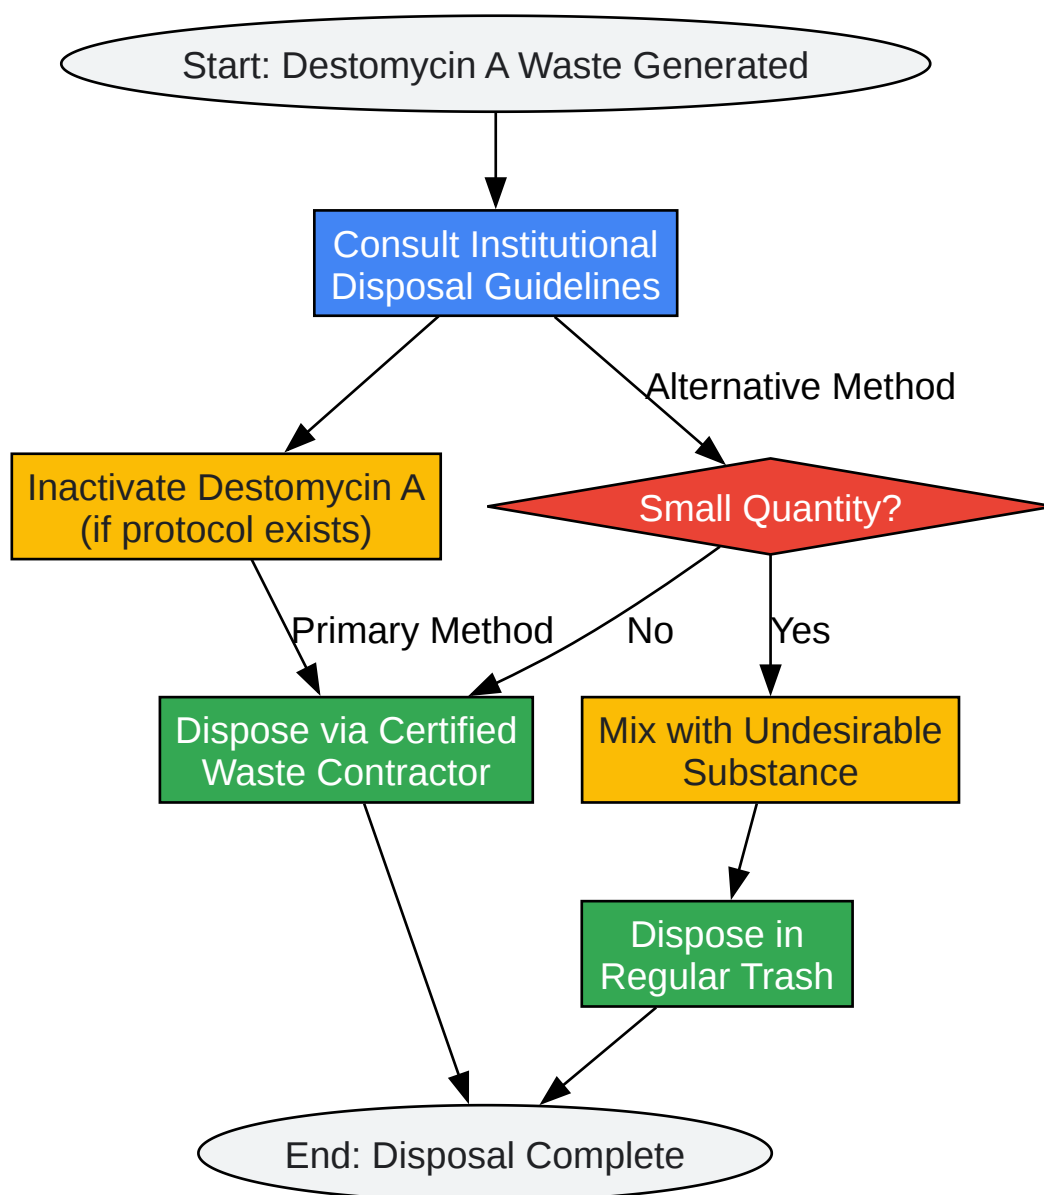 Start: Destomycin A Waste Generated
Consult Institutional
Disposal Guidelines
Alternative Method
Inactivate Destomycin A
(if protocol exists)
Small Quantity?
Primary Method
No
Yes
Dispose via Certified
Waste Contractor
Mix with Undesirable
Substance
Dispose in
Regular Trash
End: Disposal Complete